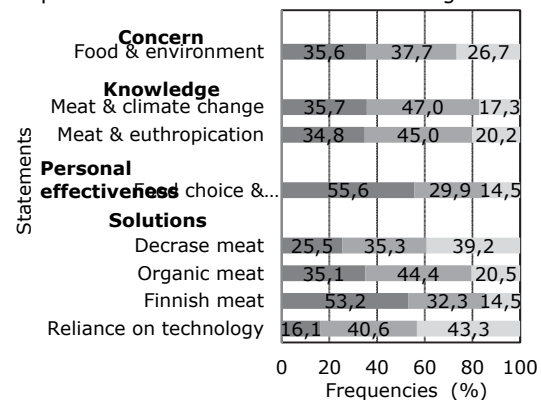 Concern
Food & environment 35,6 37,7 26,7
Knowledge
Meat & climate change 35,7 47,0 17,3
Meat & euthropication 34,8 45,0 20,2
Personal
effectiveness Food choice &... 55,6 29,9 14,5
Solutions
Decrase meat 25,5 35,3 39,2
Organic meat 35,1 44,4 20,5
Finnish meat 53,2 32,3 14,5
Reliance on technology 16,1 40,6 43,3
0 20 40 60 80 100
Frequencies (%)
Statements